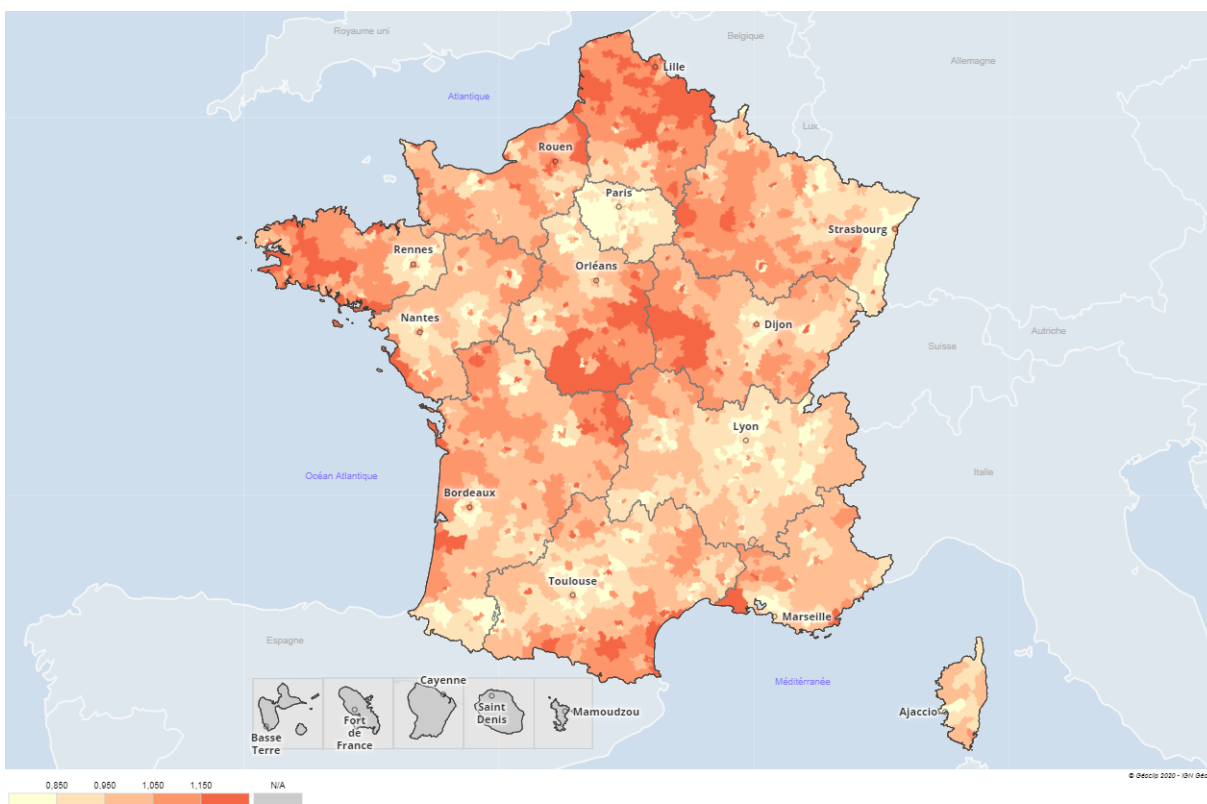 Royaume uni
Belgique
Allemagne
Lille
Atlantique
Lux.
Rouen
Paris
Strasbourg
Rennes
Orléans
Nantes
Dijon
Autriche
Suisse
Lyon
Océan Atlantique
Italie
Bordeaux
Toulouse
Marseille
Espagne
Cayenne
Méditérranée
Saint
Denis
Fort
de
France
Mamoudzou
Ajaccio
Basse
Terre
© Géoclip 2020 - IGN Géo
0,850 0,950 1,050 1,150 N/A